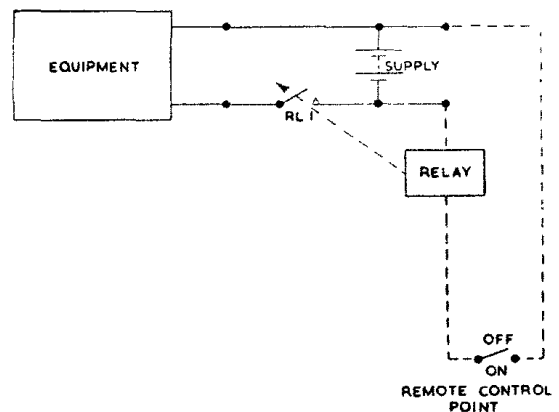 EQUIPMENT
SUPPLY
RL 1
RELAY
OFF
ON
REMOTE CONTROL
POINT